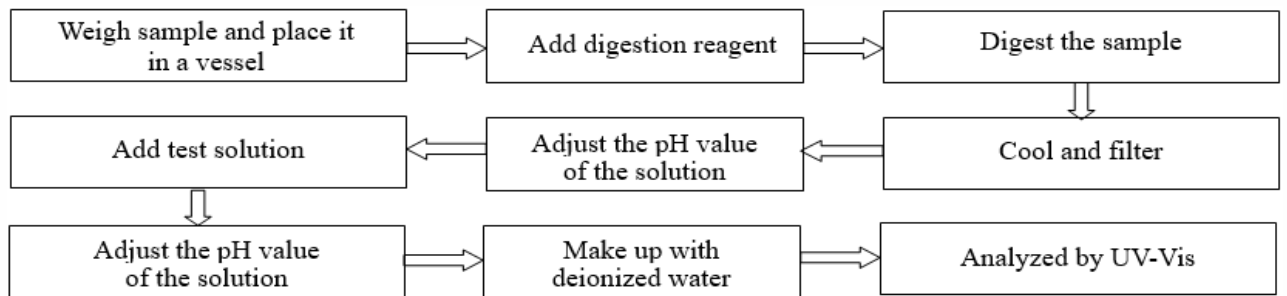 Weigh sample and place it
in a vessel
Add digestion reagent
Digest the sample
Cool and filter
Adjust the pH value
of the solution
Add test solution
Adjust the pH value
of the solution
Make up with
deionized water
Analyzed by UV-Vis